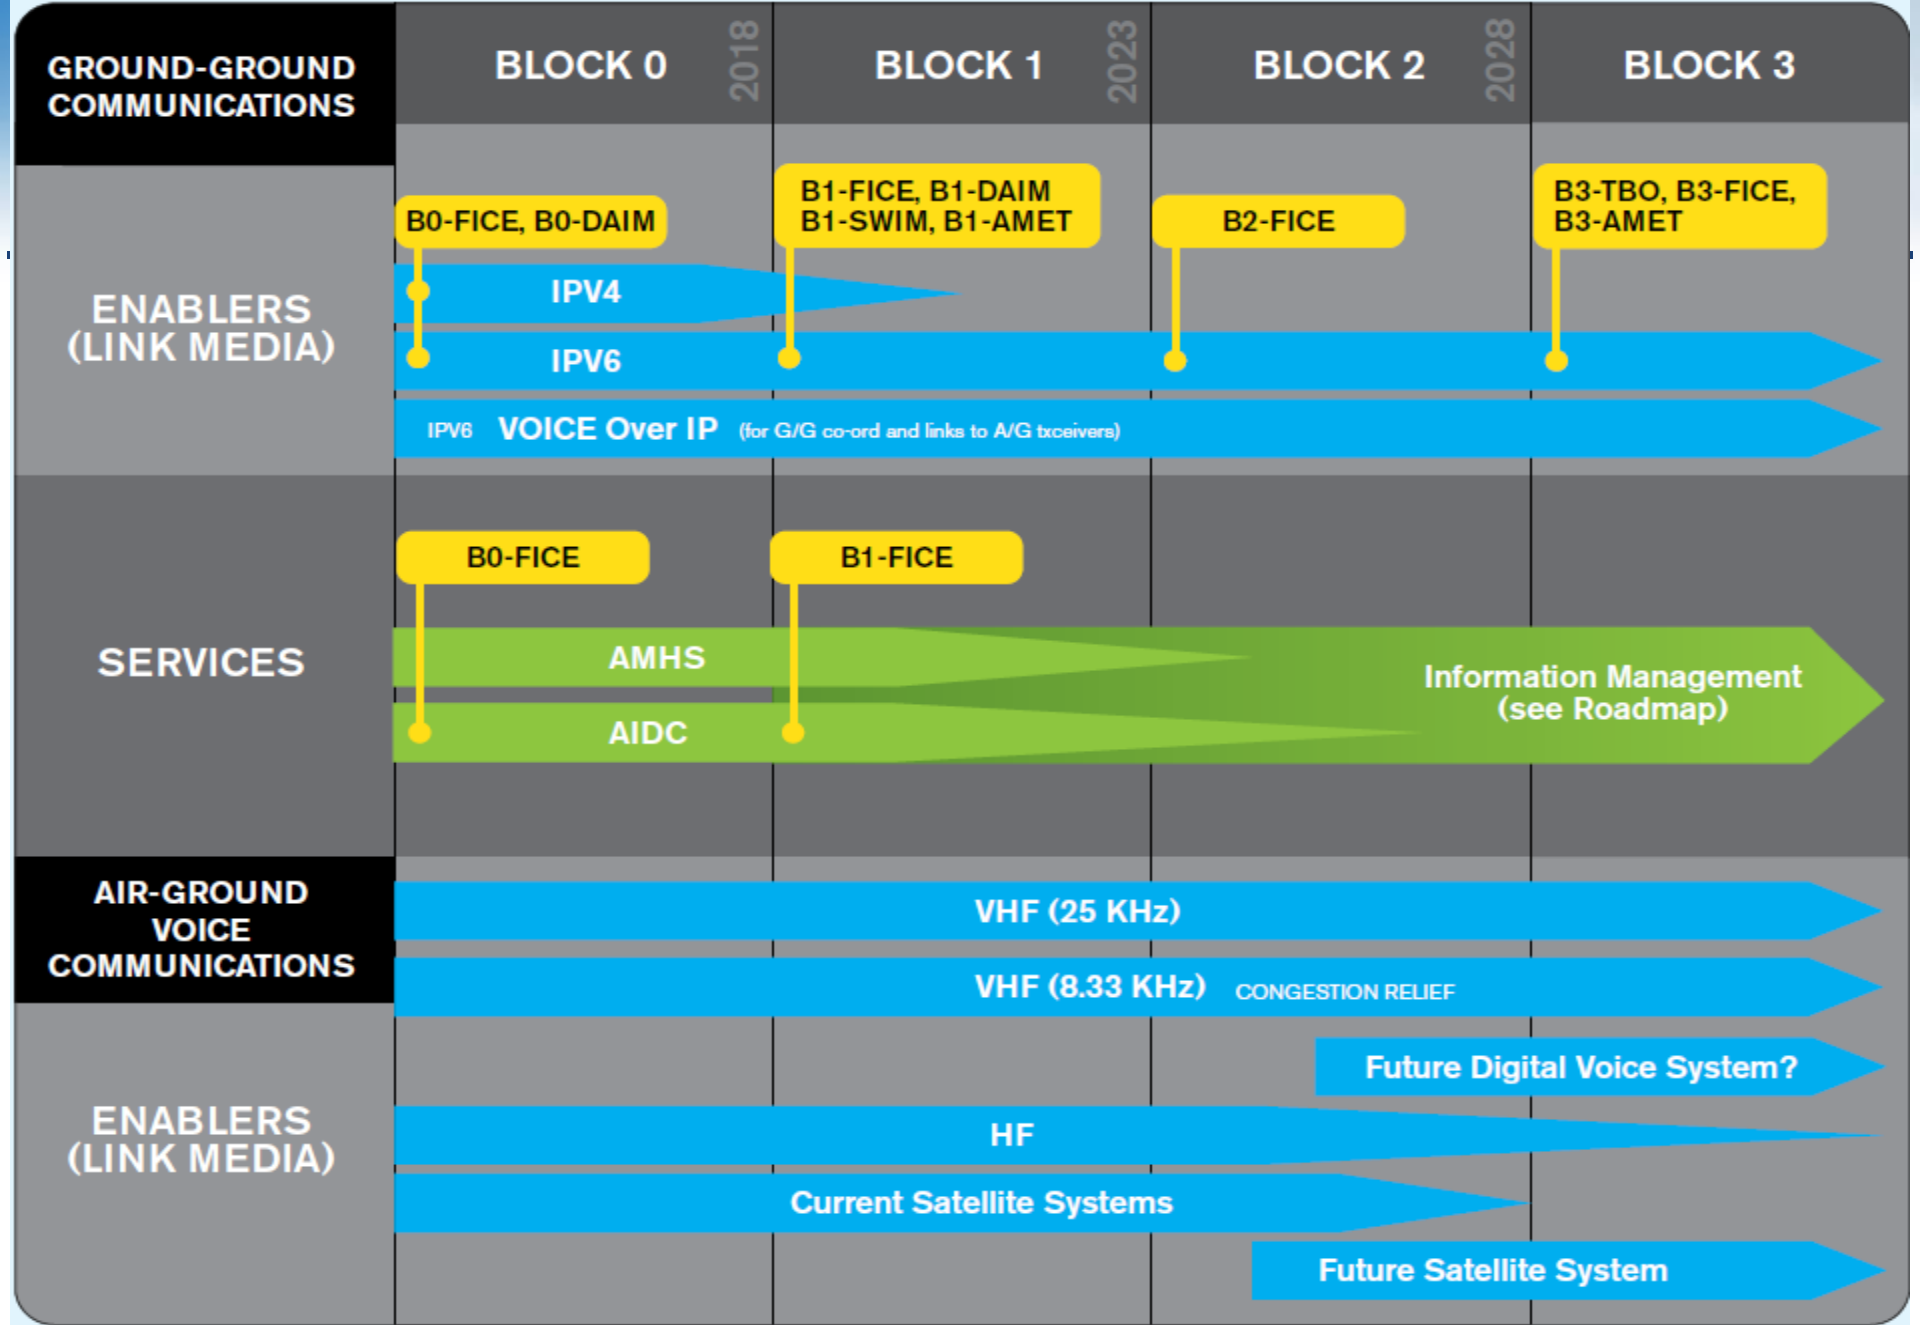 GROUND-GROUND
COMMUNICATIONS
BLOCK 0
2018
BLOCK 1
2023
BLOCK 2
2028
BLOCK 3
ENABLERS
(LINK MEDIA)
B0-FICE, B0-DAIM
B1-FICE, B1-DAIM
B1-SWIM, B1-AMET
B2-FICE
B3-TBO, B3-FICE,
B3-AMET
IPV4
IPV6
IPV6 VOICE Over IP (for G/G co-ord and links to A/G txceivers)
SERVICES
B0-FICE
B1-FICE
AMHS
AIDC
Information Management
(see Roadmap)
AIR-GROUND
VOICE
COMMUNICATIONS
VHF (25 KHz)
VHF (8.33 KHz) CONGESTION RELIEF
ENABLERS
(LINK MEDIA)
Future Digital Voice System?
HF
Current Satellite Systems
Future Satellite System